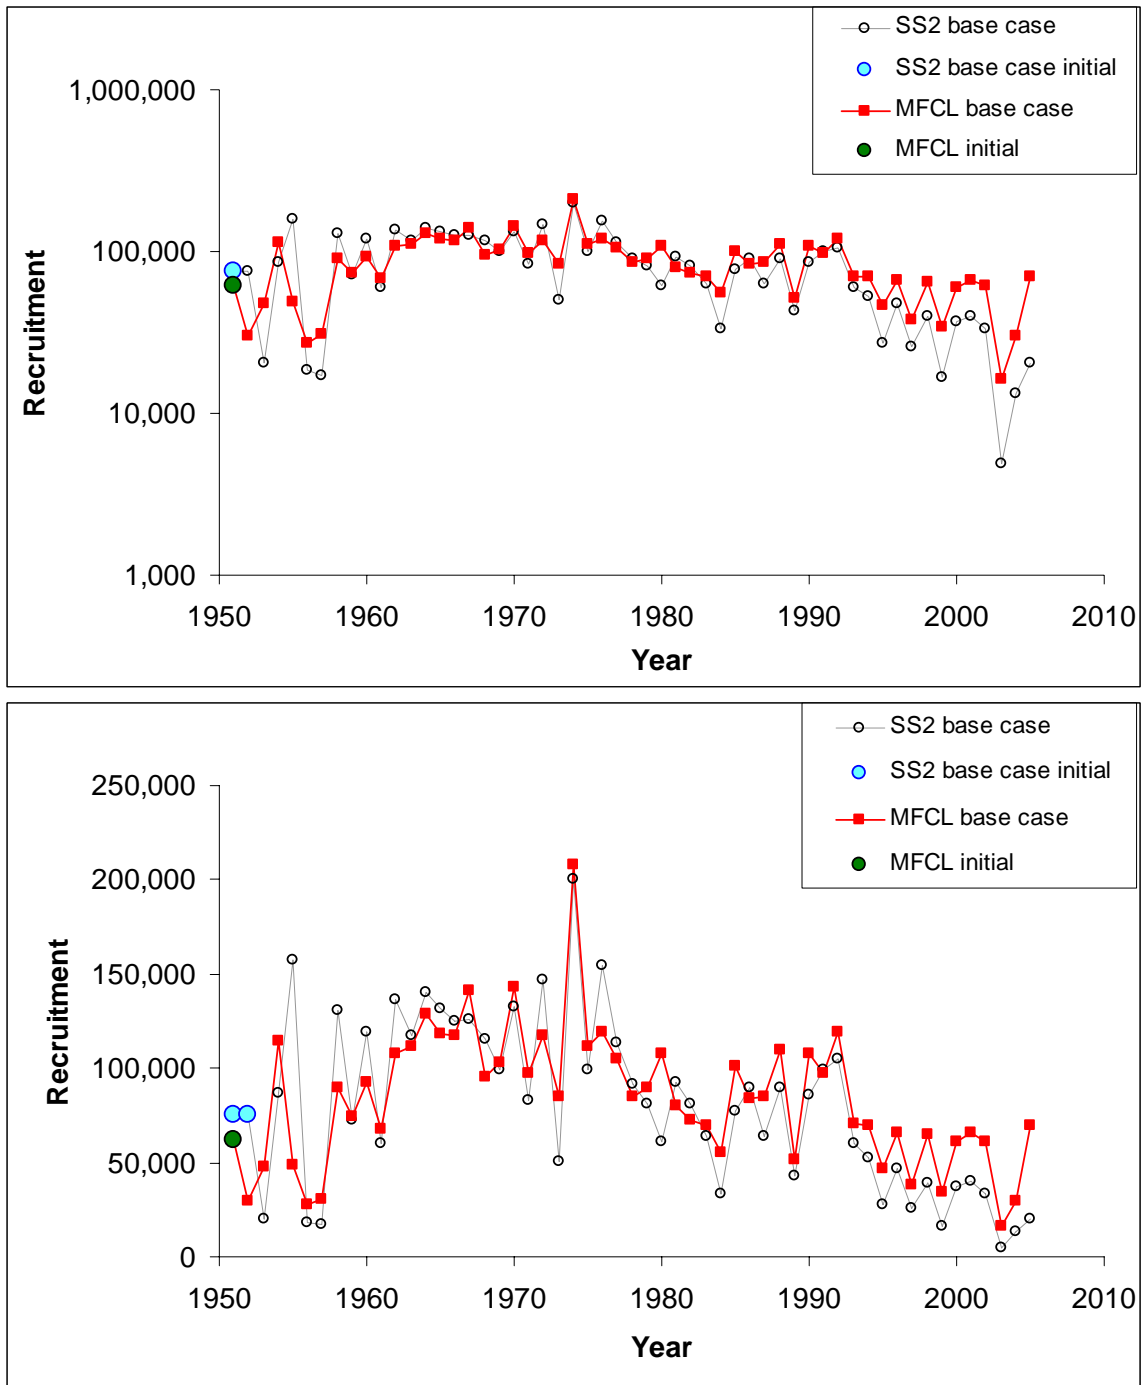 SS2 base case
SS2 base case initial
MFCL base case
MFCL initial
1,000,000
100,000
10,000
1,000
Recruitment
1950 1960 1970 1980 1990 2000 2010
Year
SS2 base case
SS2 base case initial
MFCL base case
MFCL initial
250,000
200,000
150,000
100,000
50,000
0
Recruitment
1950 1960 1970 1980 1990 2000 2010
Year